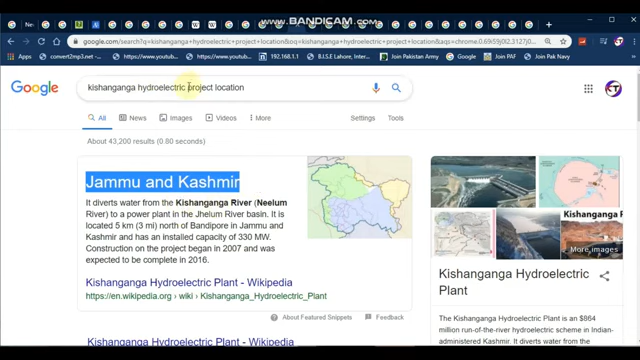 www.BANDICAM.com
Ne
google.com/search?q=kishanganga+hydroelectric+project+location&oq=kishanganga+hydroelectric+project+location&aqs=chrome.0.69i59j0.3127j0
convert2mp3.net -
https://www.youtub
https://www.youtub
192.168.1.1
B.I.S.E Lahore,
Join Pakistan Army
Google
Join PAF
Join Pak Navy
Google
kishanganga hydroelectric project location
All
News
Images
Videos
More
Settings
Tools
About 43,200 results (0.80 seconds)
Jammu and Kashmir
It diverts water from the Kishanganga River (Neelum
River) to a power plant in the Jhelum River basin. It is
located 5 km (3 mi) north of Bandipore in Jammu and
Kashmir and has an installed capacity of 330 MW.
Construction on the project began in 2007 and was
expected to be complete in 2016.
Kishanganga Hydroelectric Plant - Wikipedia
https://en.wikipedia.org › wiki › Kishanganga_Hydroelectric_Plant
About Featured Snippets
Feedback
Kishanganga Hydroelectric Plant - Wikipedia
Kishanganga R
More images
Kishanganga Hydroelectric
Plant
The Kishanganga Hydroelectric Plant is an $864
million run-of-the-river hydroelectric scheme in Indian-
administered Kashmir. It diverts water from the